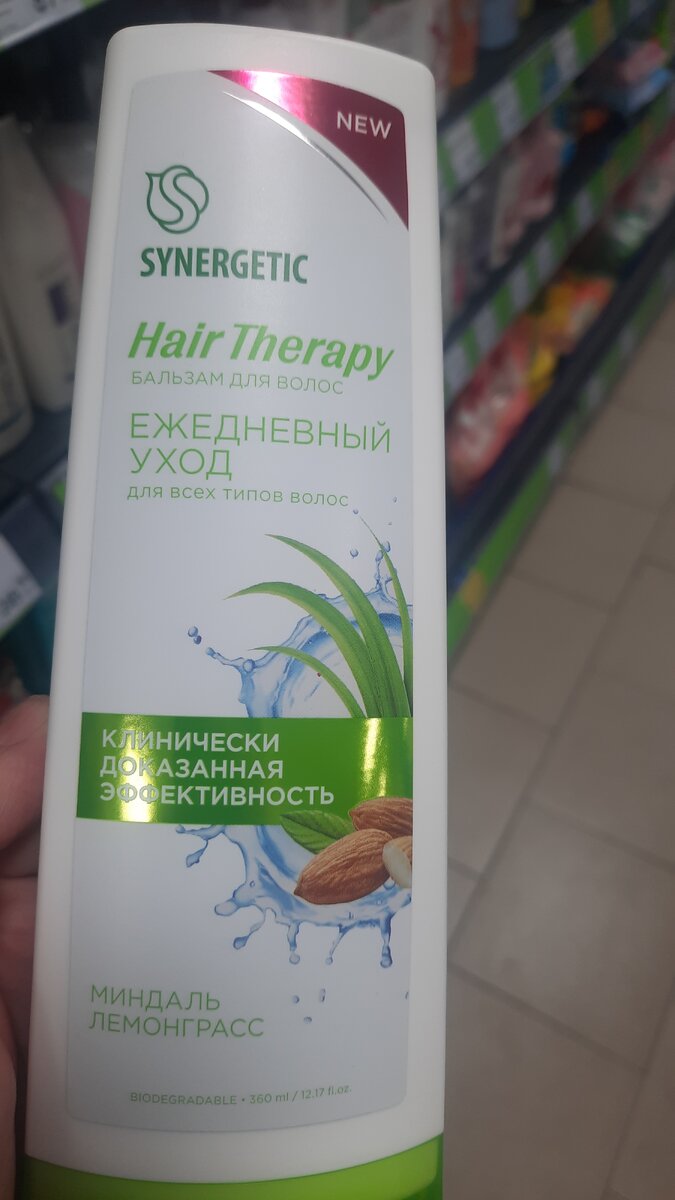 NEW
SYNERGETIC
Hair Therapy
БАЛЬЗАМ ДЛЯ ВОЛОС
ЕЖЕДНЕВНЫЙ
УХОД
для всех типов волос
КЛИНИЧЕСКИ
ДОКАЗАННАЯ
ЭФФЕКТИВНОСТЬ
МИНДАЛЬ
ЛЕМОНГРАСС
BIODEGRADABLE • 360 ml / 12.17 fl.oz.